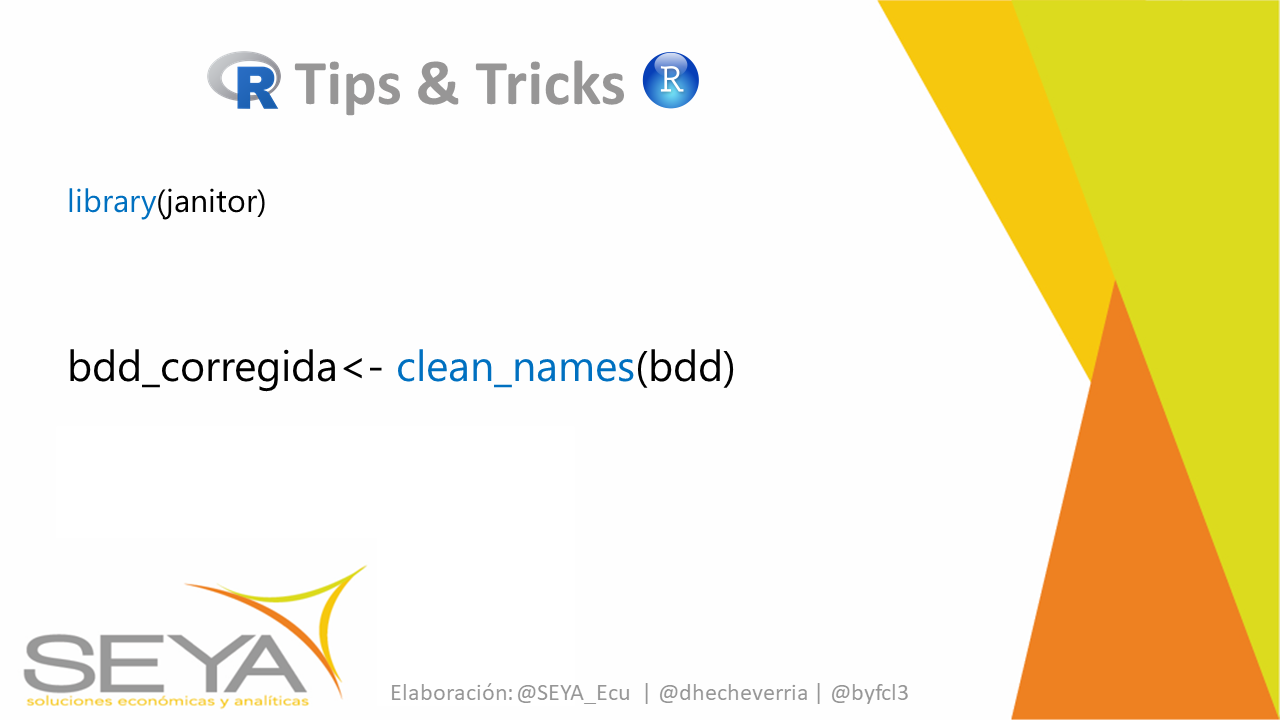 R Tips & Tricks R
library(janitor)
bdd_corregida<- clean_names(bdd)
SEYA
soluciones económicas y analíticas
Elaboración: @SEYA_Ecu | @dhecheverria | @byfcl3